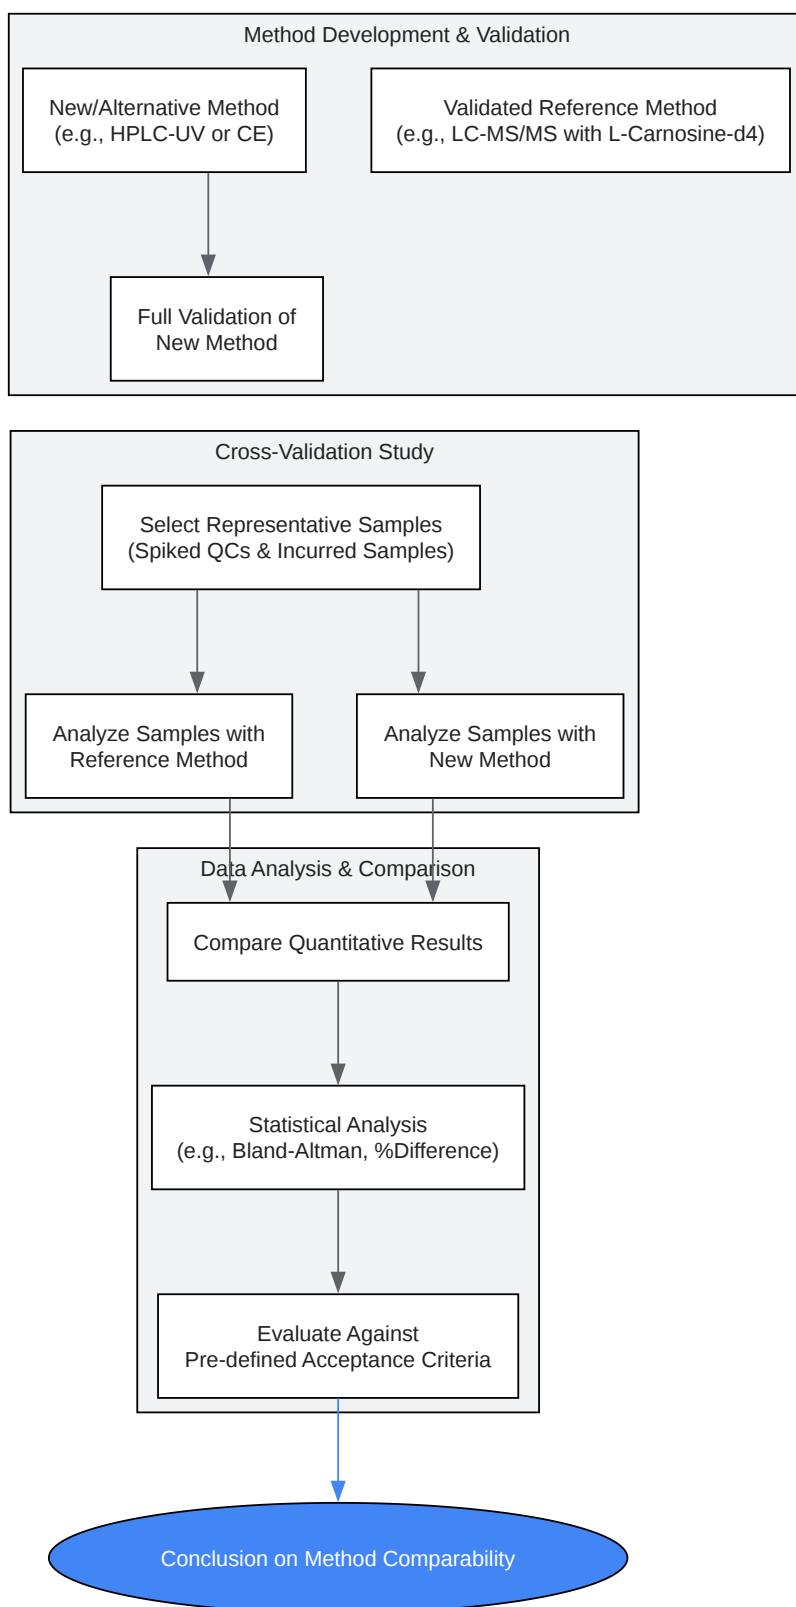 Method Development & Validation
New/Alternative Method
(e.g., HPLC-UV or CE)
Validated Reference Method
(e.g., LC-MS/MS with L-Carnosine-d4)
Full Validation of
New Method
Cross-Validation Study
Select Representative Samples
(Spiked QCs & Incurred Samples)
Analyze Samples with
Reference Method
Analyze Samples with
New Method
Data Analysis & Comparison
Compare Quantitative Results
Statistical Analysis
(e.g., Bland-Altman, %Difference)
Evaluate Against
Pre-defined Acceptance Criteria
Conclusion on Method Comparability